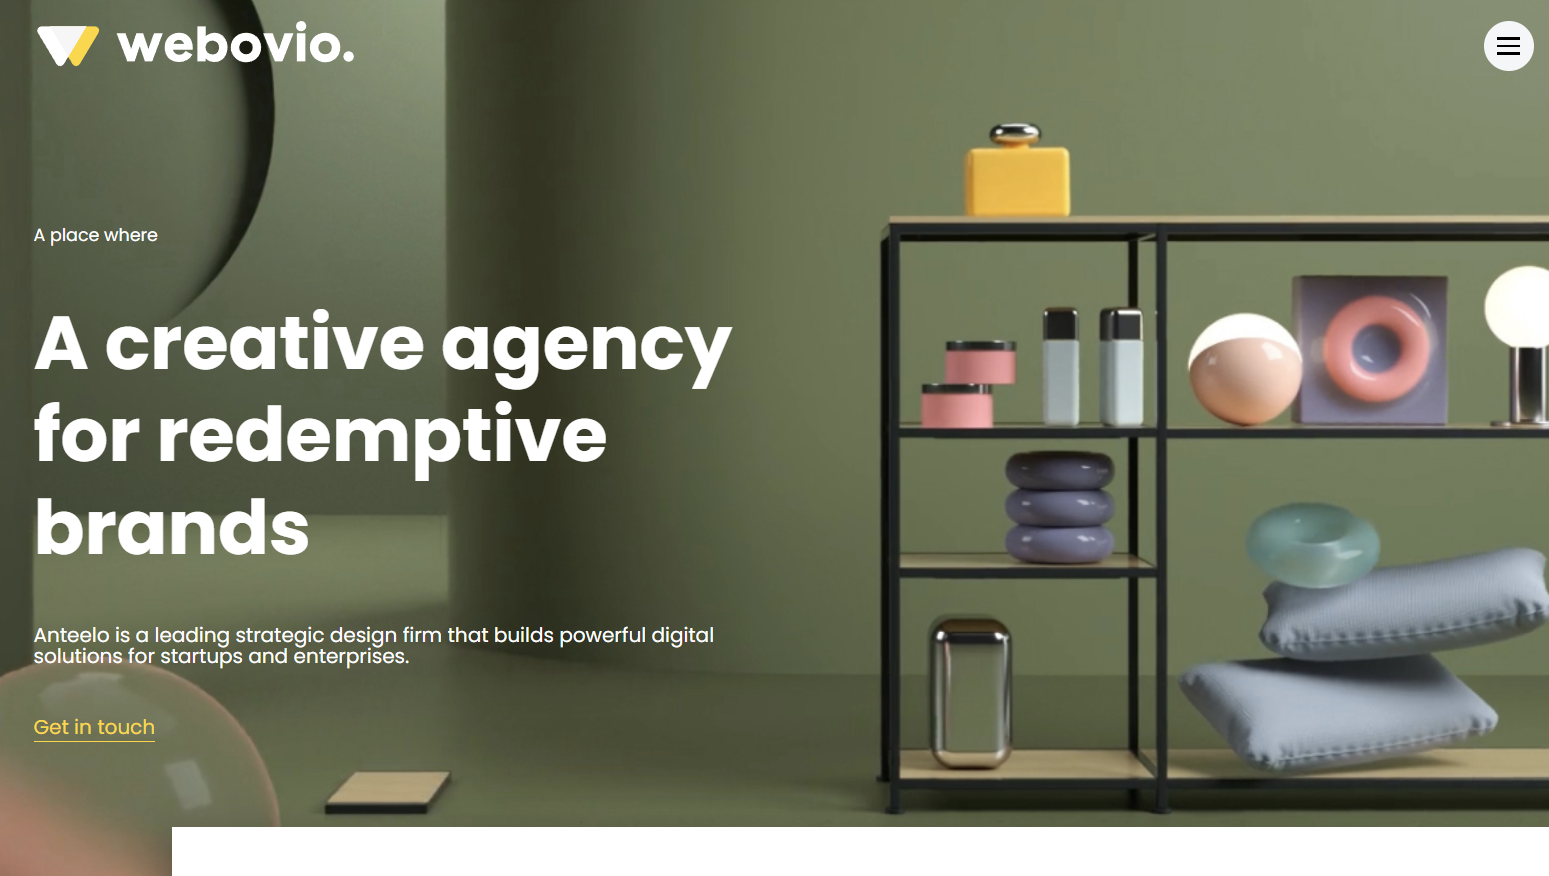 webovio.
A place where
A creative agency
for redemptive
brands
Anteelo is a leading strategic design firm that builds powerful digital
solutions for startups and enterprises.
Get in touch